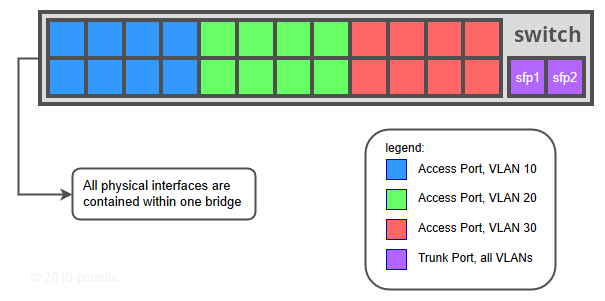 switch
sfp1 sfp2
legend:
Access Port, VLAN 10
Access Port, VLAN 20
Access Port, VLAN 30
Trunk Port, all VLANs
All physical interfaces are
contained within one bridge
© 2019 pcunite